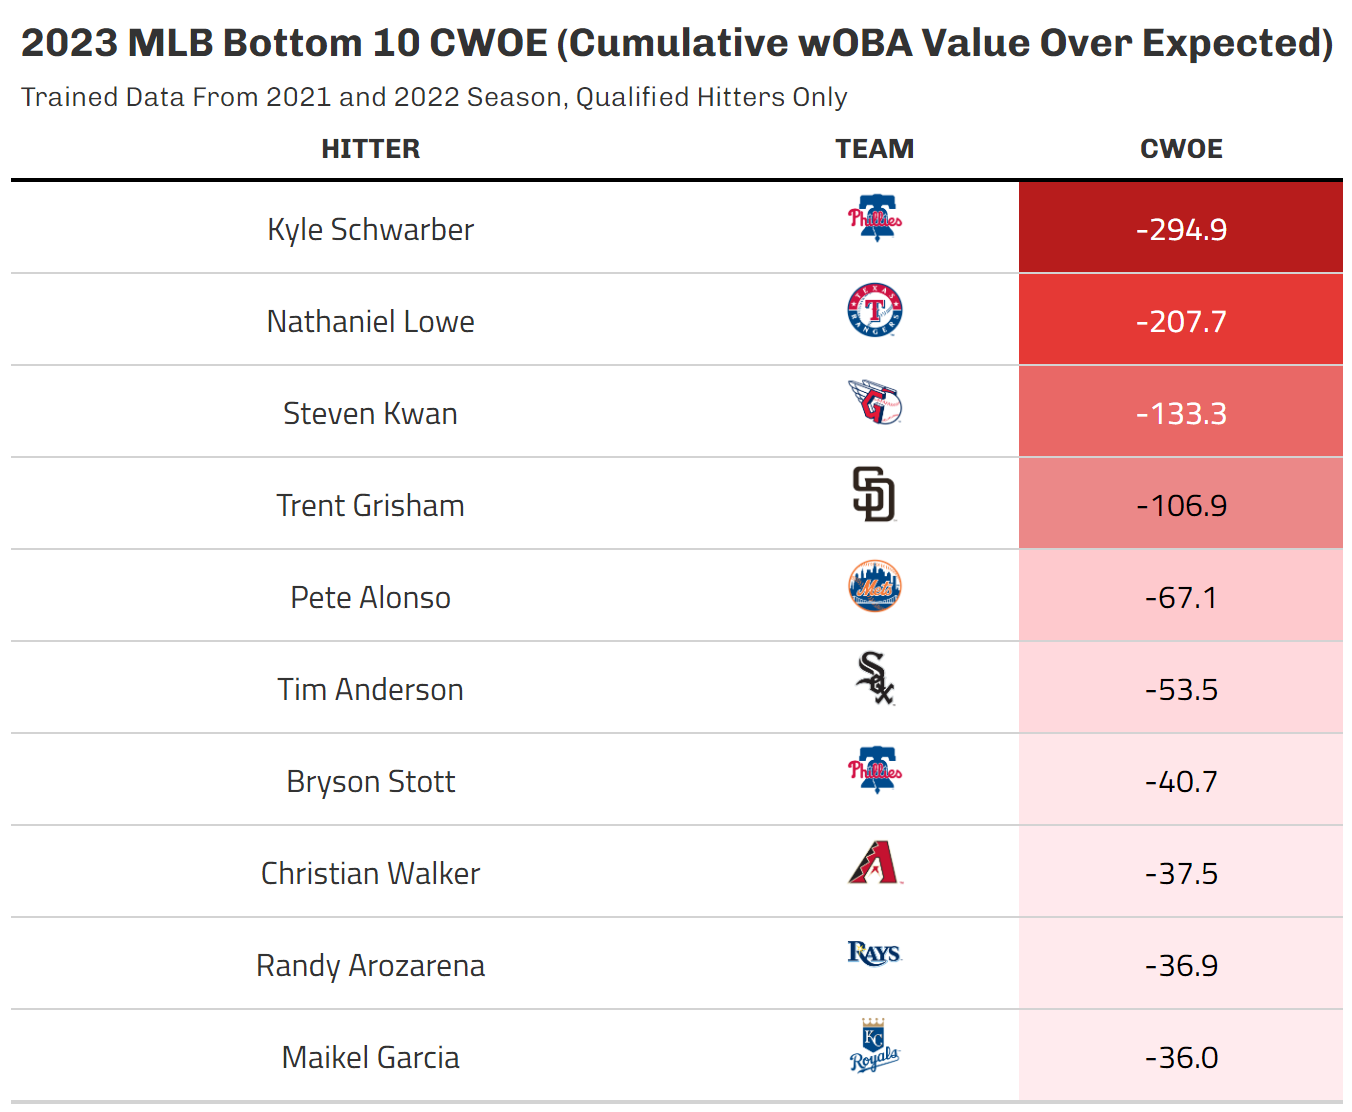 2023 MLB Bottom 10 CWOE (Cumulative wOBA Value Over Expected)
Trained Data From 2021 and 2022 Season, Qualified Hitters Only
HITTER TEAM CWOE
Kyle Schwarber Phillies -294.9
Nathaniel Lowe TEXAS T RANGERS -207.7
Steven Kwan G -133.3
Trent Grisham SD -106.9
Pete Alonso Mets -67.1
Tim Anderson Sox -53.5
Bryson Stott Phillies -40.7
Christian Walker A -37.5
Randy Arozarena RAYS -36.9
Maikel Garcia KC Royals -36.0